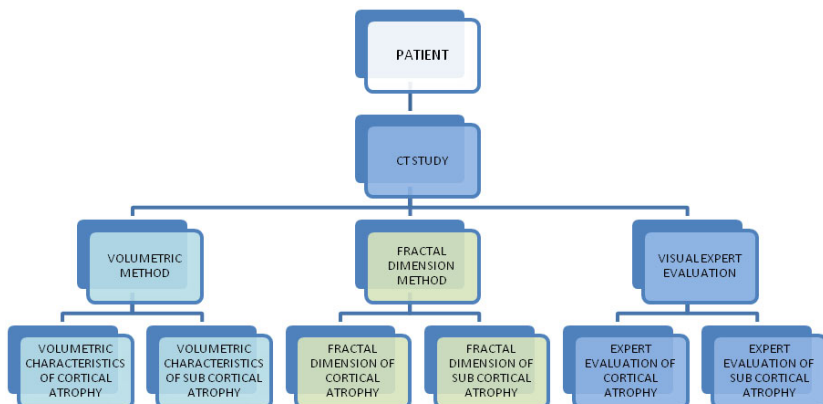 PATIENT
CT STUDY
VOLUMETRIC
METHOD
FRACTAL
DIMENSION
METHOD
VISUAL EXPERT
EVALUATION
VOLUMETRIC
CHARACTERISTICS
OF CORTICAL
ATROPHY
VOLUMETRIC
CHARACTERISTICS
OF SUB CORTICAL
ATROPHY
FRACTAL
DIMENSION OF
CORTICAL
ATROPHY
FRACTAL
DIMENSION OF
SUB CORTICAL
ATROPHY
EXPERT
EVALUATION OF
CORTICAL
ATROPHY
EXPERT
EVALUATION OF
SUB CORTICAL
ATROPHY